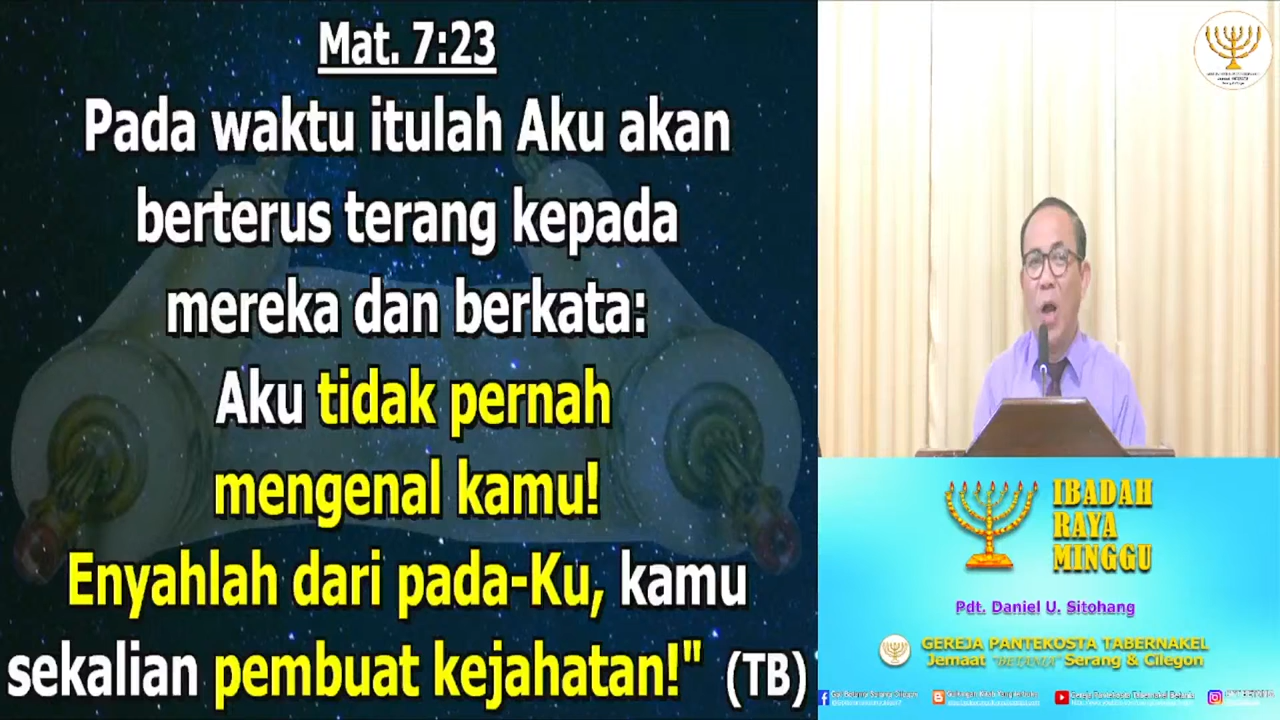 Mat. 7:23
Pada waktu itulah Aku akan
berterus terang kepada
mereka dan berkata:
Aku tidak pernah
mengenal kamu!
Enyahlah dari pada-Ku, kamu
sekalian pembuat kejahatan!" (TB)
IBADAH
RAYA
MINGGU
Pdt. Daniel U. Sitohang
GEREJA PANTEKOSTA TABERNAKEL
Jemaat "BETANIA" Serang & Cilegon